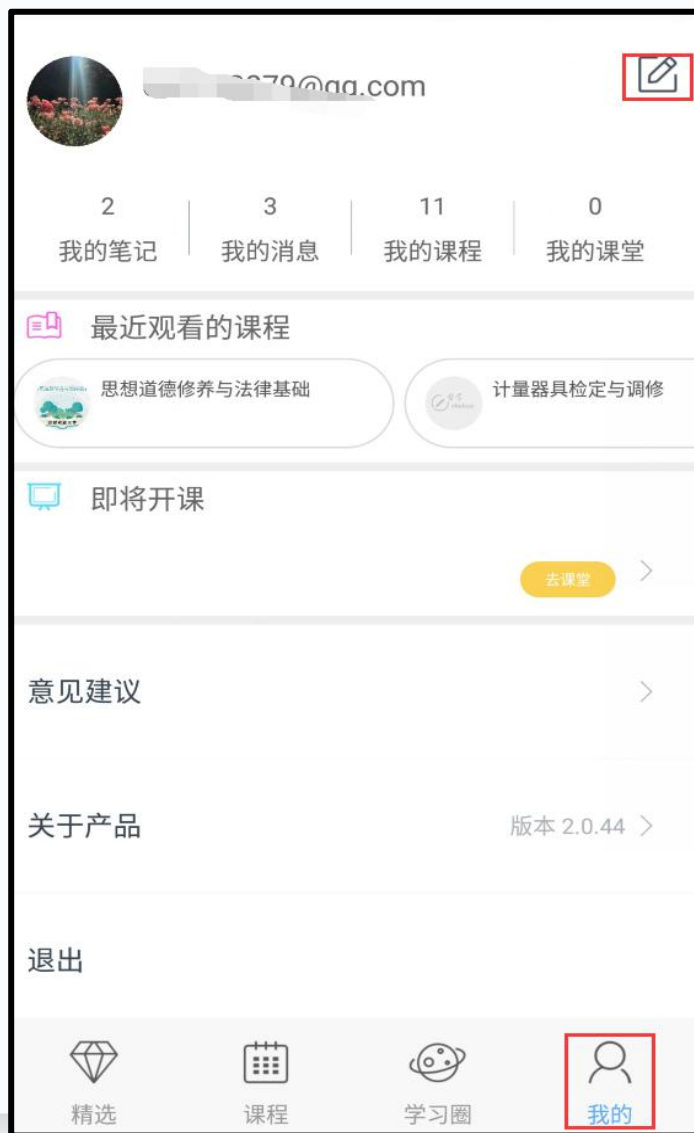 @qq.com
2 3 11 0
我的笔记 我的消息 我的课程 我的课堂
最近观看的课程
思想道德修养与法律基础 计量器具检定与调修
即将开课
去课堂
意见建议
关于产品 版本 2.0.44
退出
精选 课程 学习圈 我的